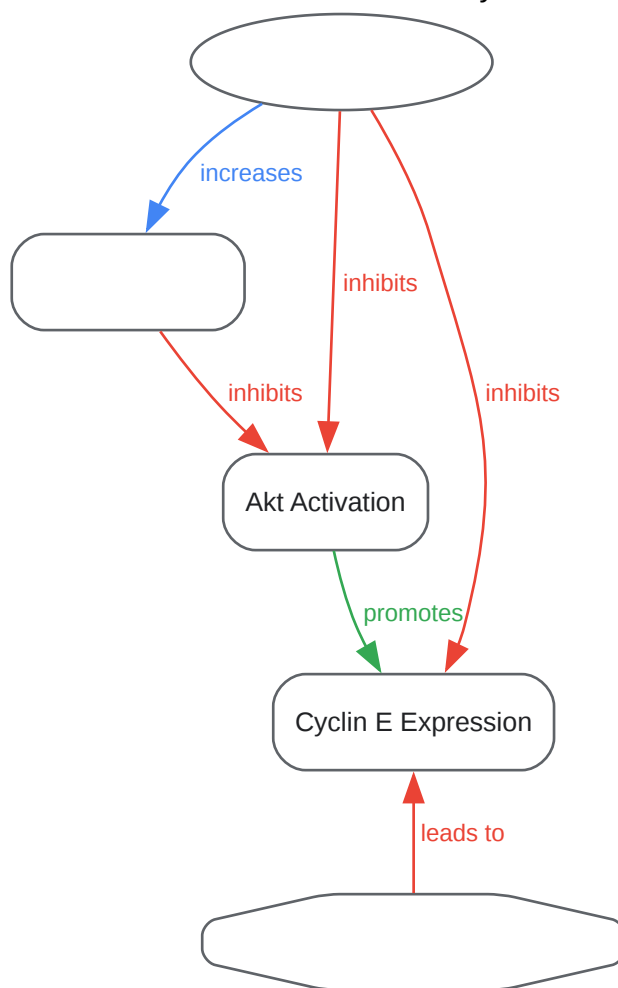 increases
inhibits
inhibits
inhibits
Akt Activation
promotes
Cyclin E Expression
leads to